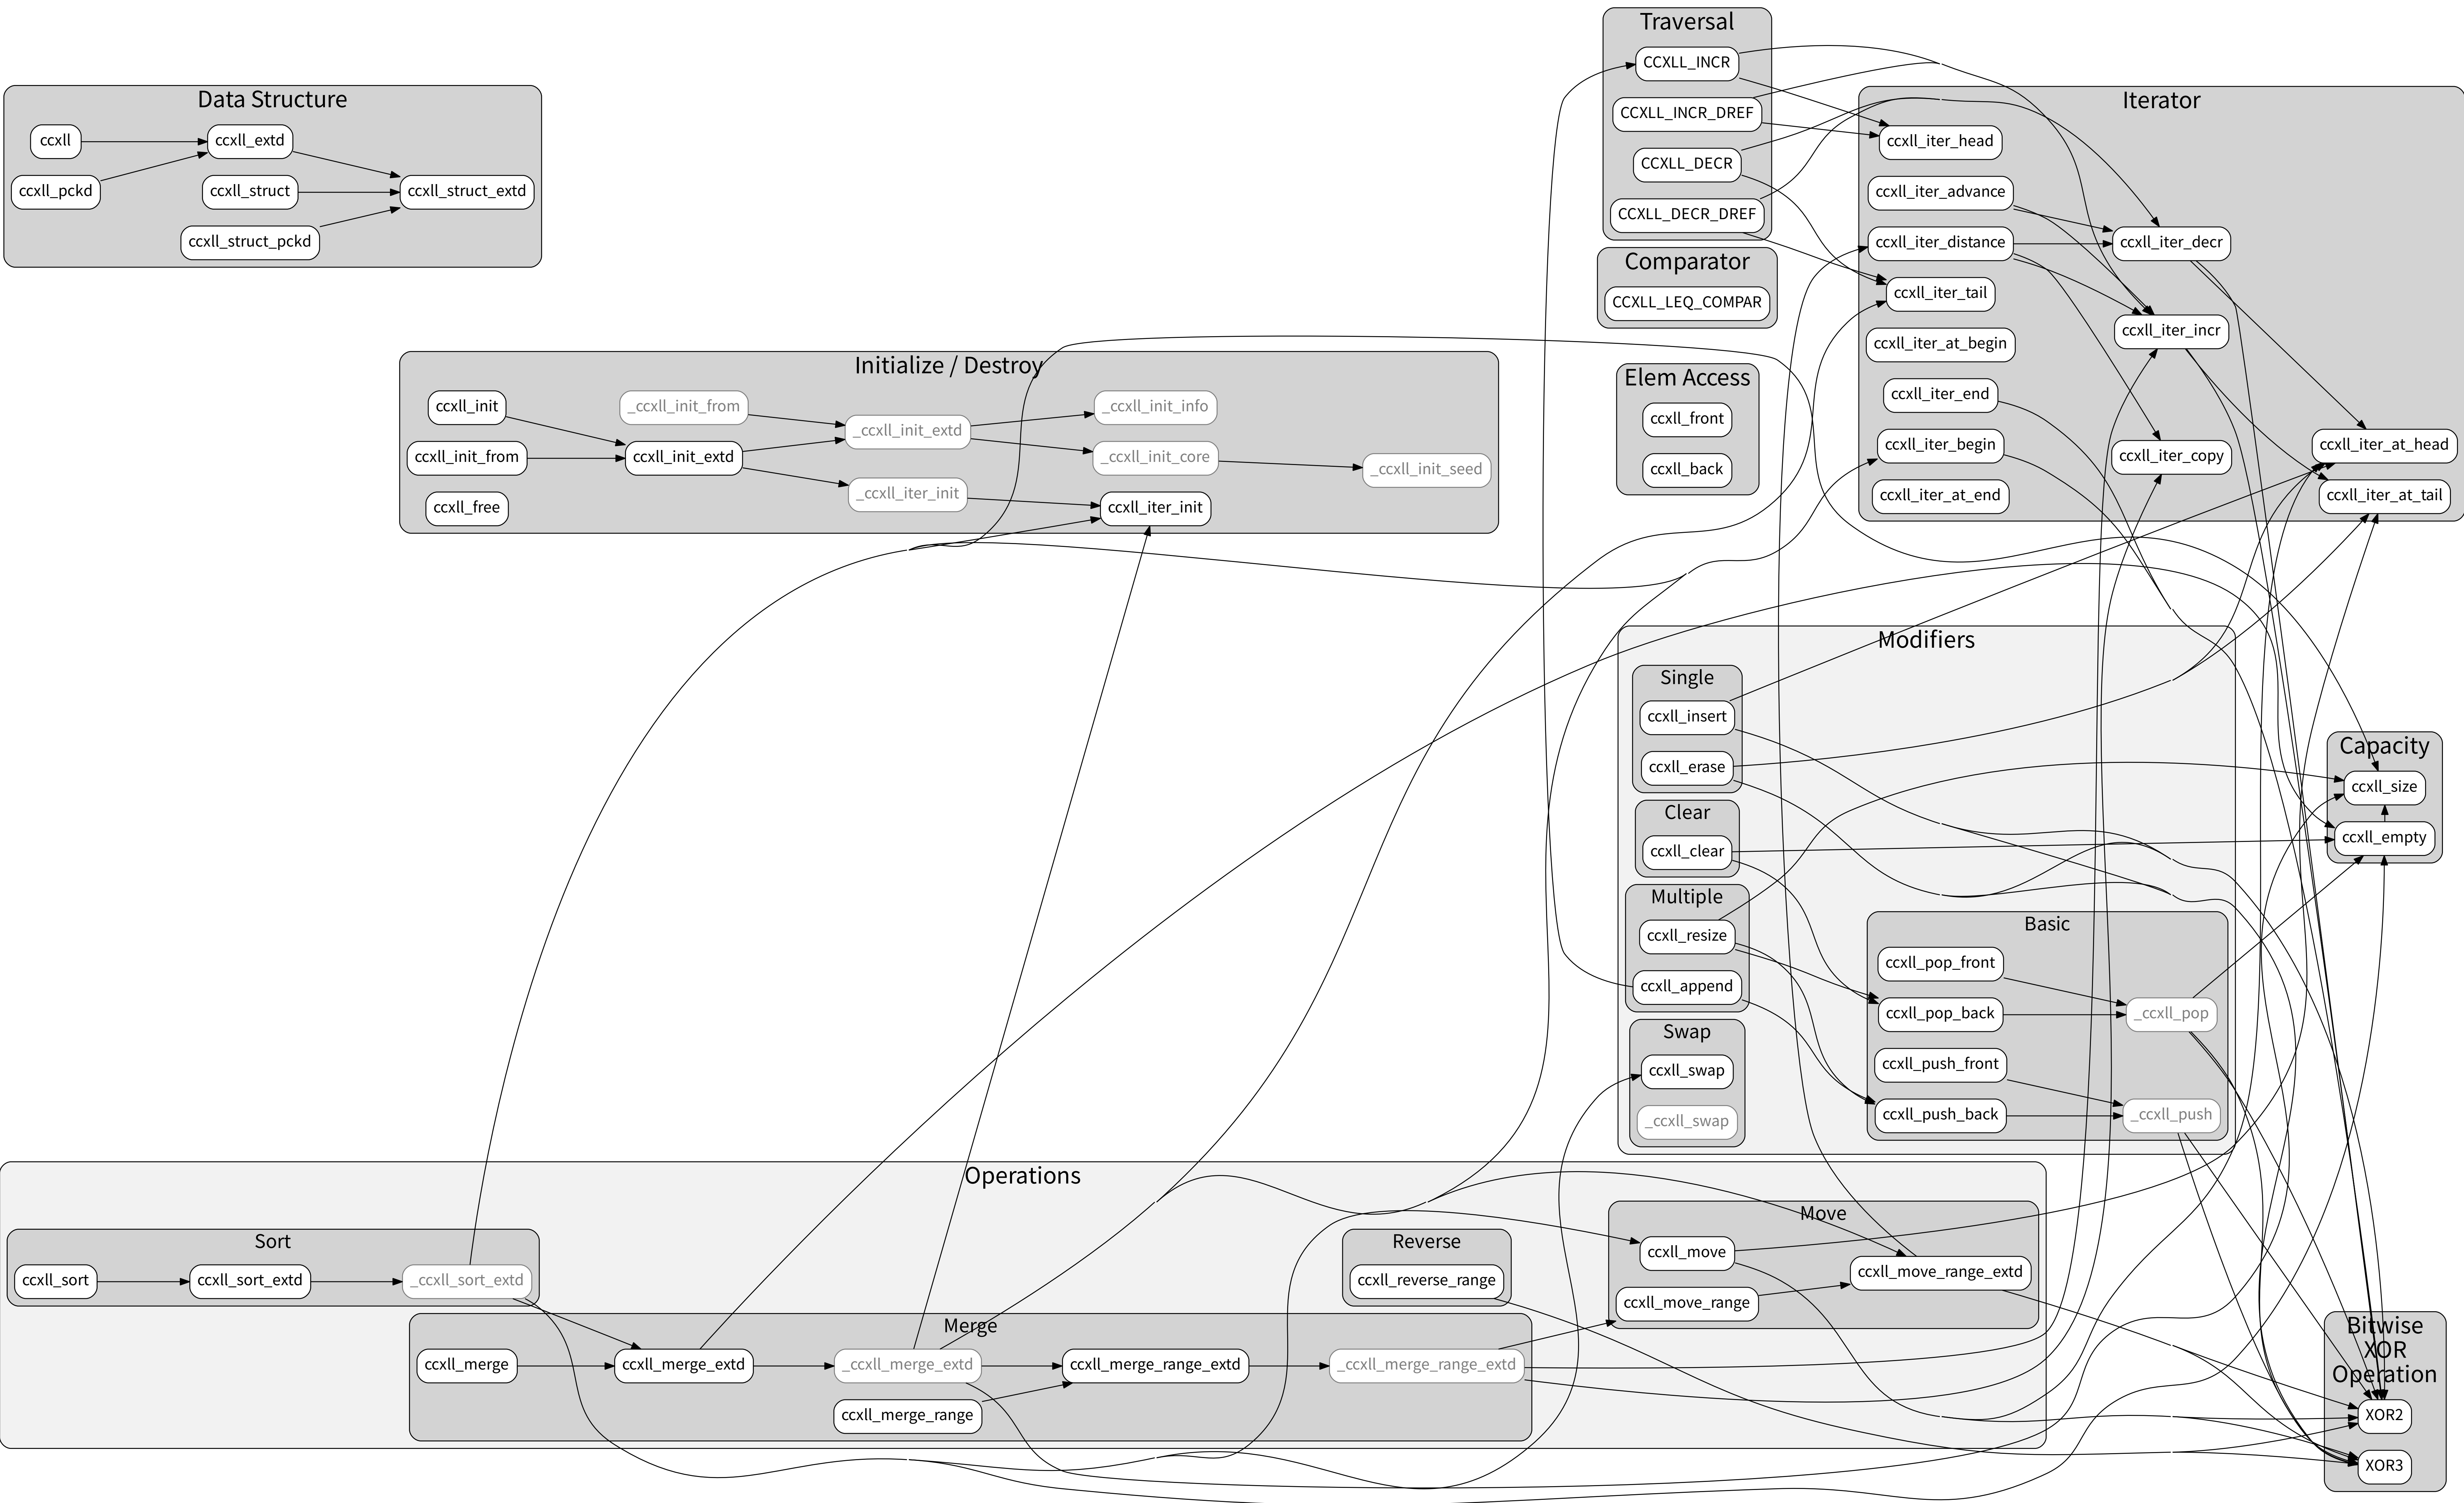 Traversal
CCXLL_INCR
CCXLL_INCR_DREF
CCXLL_DECR
CCXLL_DECR_DREF
Data Structure
ccxll
ccxll_extd
ccxll_pckd
ccxll_struct
ccxll_struct_extd
ccxll_struct_pckd
Iterator
ccxll_iter_head
ccxll_iter_advance
ccxll_iter_distance
ccxll_iter_decr
ccxll_iter_tail
ccxll_iter_incr
ccxll_iter_at_begin
ccxll_iter_end
ccxll_iter_begin
ccxll_iter_copy
ccxll_iter_at_head
ccxll_iter_at_end
ccxll_iter_at_tail
Comparator
CCXLL_LEQ_COMPAR
Initialize / Destroy
ccxll_init
_ccxll_init_from
_ccxll_init_info
_ccxll_init_extd
ccxll_init_from
ccxll_init_extd
_ccxll_init_core
_ccxll_init_seed
_ccxll_iter_init
ccxll_free
ccxll_iter_init
Elem Access
ccxll_front
ccxll_back
Modifiers
Single
ccxll_insert
ccxll_erase
Clear
ccxll_clear
Multiple
ccxll_resize
ccxll_append
Swap
ccxll_swap
_ccxll_swap
Basic
ccxll_pop_front
ccxll_pop_back
_ccxll_pop
ccxll_push_front
ccxll_push_back
_ccxll_push
Capacity
ccxll_size
ccxll_empty
Operations
Sort
ccxll_sort
ccxll_sort_extd
_ccxll_sort_extd
Reverse
ccxll_reverse_range
Move
ccxll_move
ccxll_move_range_extd
ccxll_move_range
Merge
ccxll_merge
ccxll_merge_extd
_ccxll_merge_extd
ccxll_merge_range_extd
_ccxll_merge_range_extd
ccxll_merge_range
Bitwise
XOR
Operation
XOR2
XOR3